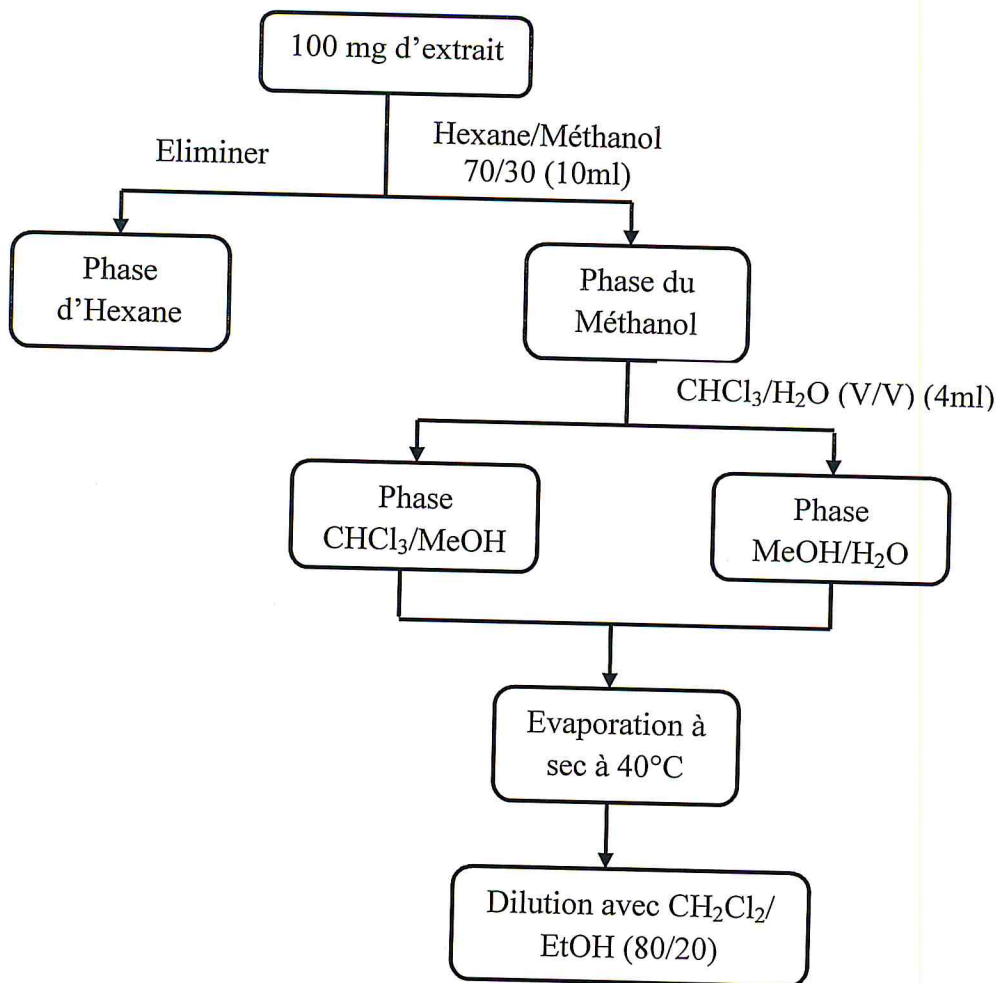 100 mg d’extrait
Eliminer
Hexane/Méthanol
70/30 (10ml)
Phase
d’Hexane
Phase du
Méthanol
CHCl₃/H₂O (V/V) (4ml)
Phase
CHCl₃/MeOH
Phase
MeOH/H₂O
Evaporation à
sec à 40°C
Dilution avec CH₂Cl₂/
EtOH (80/20)